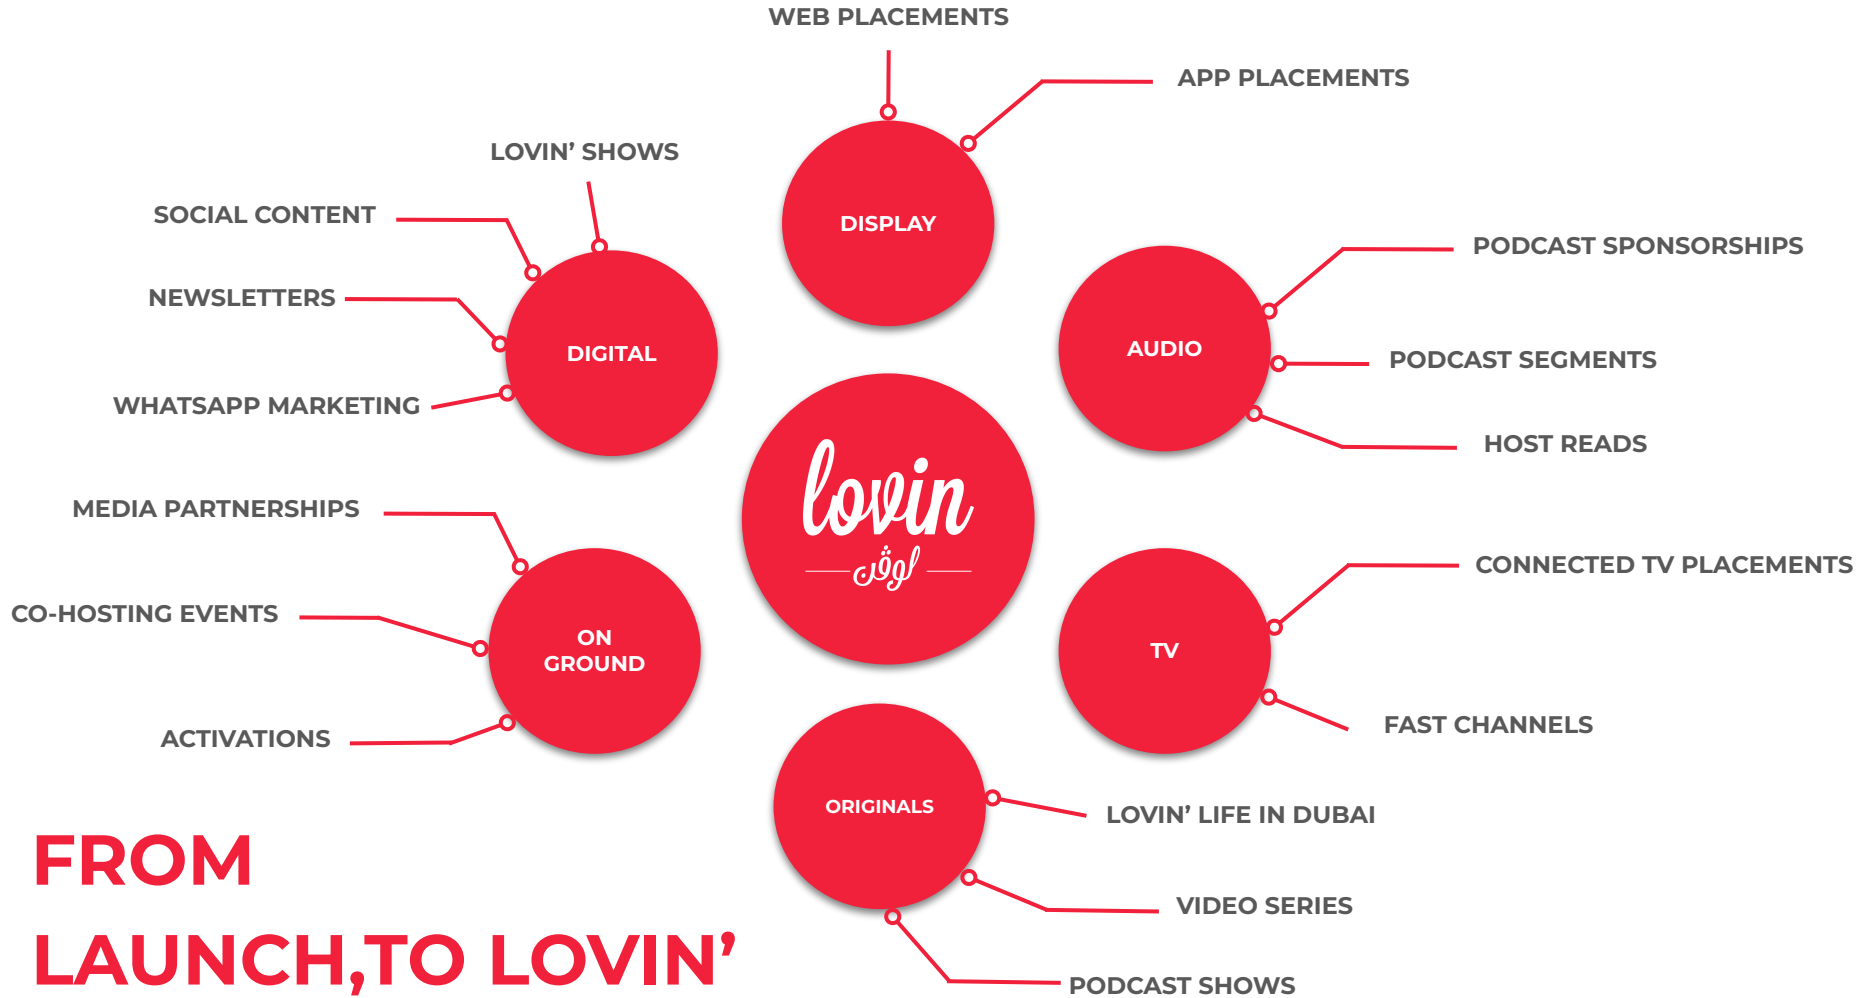 WEB PLACEMENTS
APP PLACEMENTS
DISPLAY
LOVIN’ SHOWS
SOCIAL CONTENT
NEWSLETTERS
WHATSAPP MARKETING
DIGITAL
PODCAST SPONSORSHIPS
PODCAST SEGMENTS
HOST READS
AUDIO
lovin
لوڤن
MEDIA PARTNERSHIPS
CO-HOSTING EVENTS
ACTIVATIONS
ON
GROUND
CONNECTED TV PLACEMENTS
FAST CHANNELS
TV
ORIGINALS
LOVIN’ LIFE IN DUBAI
VIDEO SERIES
PODCAST SHOWS
FROM
LAUNCH,TO LOVIN’